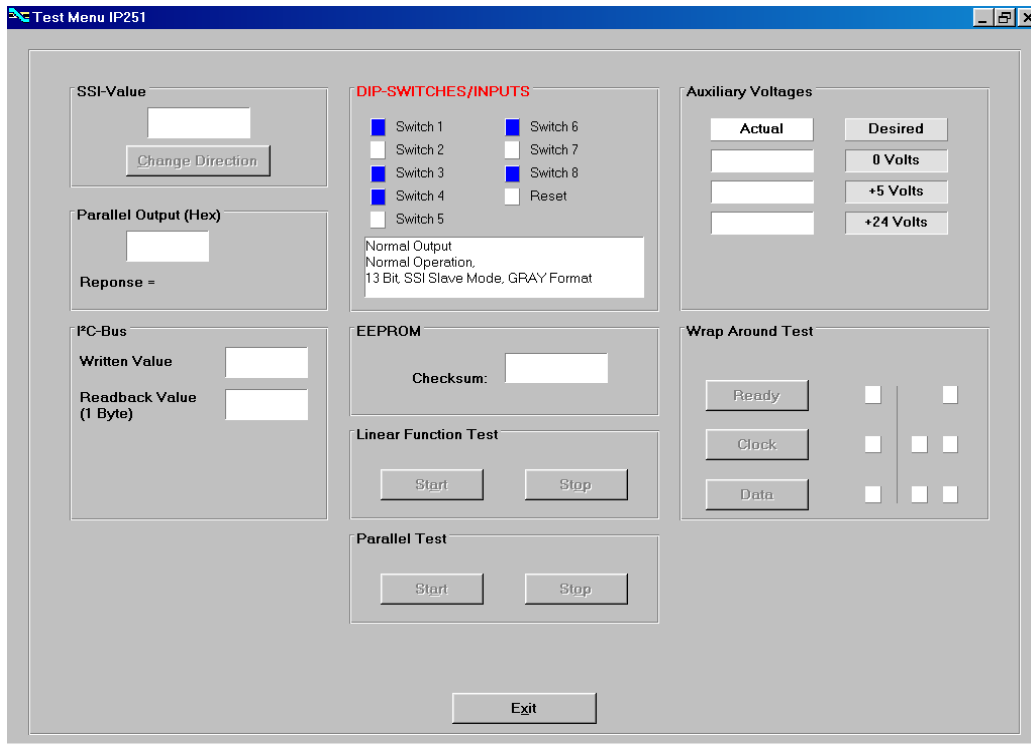 Test Menu IP251
SSI-Value
Change Direction
Parallel Output (Hex)
Reponse =
I²C-Bus
Written Value
Readback Value
(1 Byte)
DIP-SWITCHES/INPUTS
Switch 1
Switch 2
Switch 3
Switch 4
Switch 5
Switch 6
Switch 7
Switch 8
Reset
Normal Output
Normal Operation,
13 Bit, SSI Slave Mode, GRAY Format
EEPROM
Checksum:
Linear Function Test
Start Stop
Parallel Test
Start Stop
Auxiliary Voltages
Actual Desired
0 Volts
+5 Volts
+24 Volts
Wrap Around Test
Ready
Clock
Data
Exit